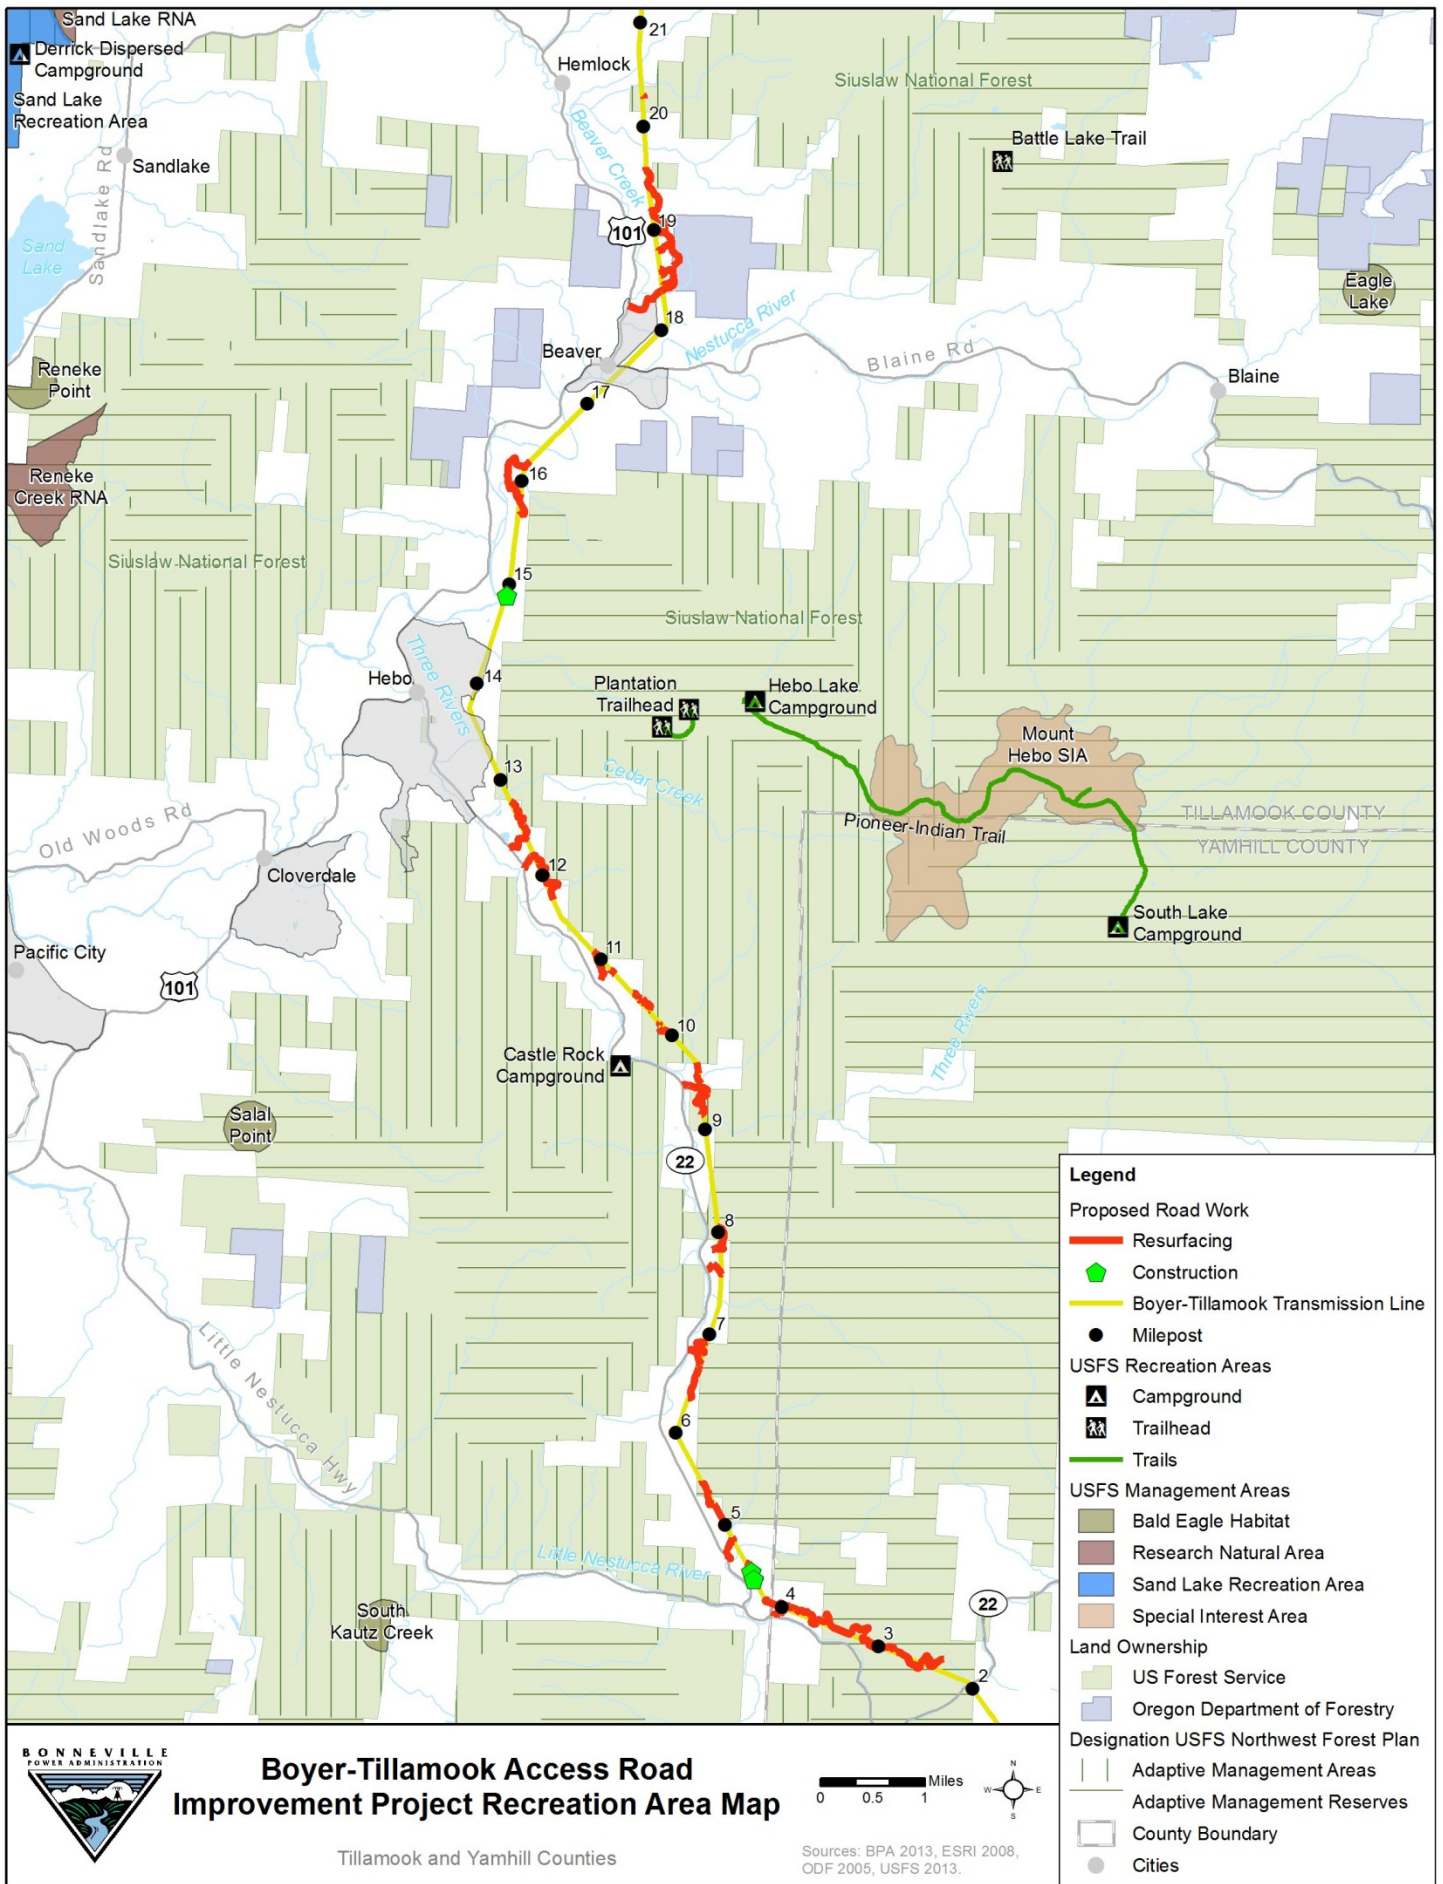 Sand Lake RNA
Derrick Dispersed
Campground
Sand Lake
Recreation Area
Sandlake Rd
Sandlake
Sand
Lake
Hemlock
Beaver Creek
21
20
19
101
18
Siuslaw National Forest
Battle Lake Trail
Eagle
Lake
Nestucca River
Blaine Rd
Blaine
Beaver
17
Reneke
Point
Reneke
Creek RNA
16
Siuslaw National Forest
15
Siuslaw National Forest
Three Rivers
Hebo
14
Plantation
Trailhead
Hebo Lake
Campground
Mount
Hebo SIA
13
Cedar Creek
Pioneer-Indian Trail
TILLAMOOK COUNTY
YAMHILL COUNTY
Old Woods Rd
Cloverdale
12
South Lake
Campground
Pacific City
101
11
10
Three Rivers
Castle Rock
Campground
9
Salal
Point
22
8
7
Little Nestucca Hwy
6
5
Little Nestucca River
4
22
South
Kautz Creek
3
2
Legend
Proposed Road Work
Resurfacing
Construction
Boyer-Tillamook Transmission Line
Milepost
USFS Recreation Areas
Campground
Trailhead
Trails
USFS Management Areas
Bald Eagle Habitat
Research Natural Area
Sand Lake Recreation Area
Special Interest Area
Land Ownership
US Forest Service
Oregon Department of Forestry
Designation USFS Northwest Forest Plan
Adaptive Management Areas
Adaptive Management Reserves
County Boundary
Cities
BONNEVILLE
POWER ADMINISTRATION
Boyer-Tillamook Access Road
Improvement Project Recreation Area Map
Tillamook and Yamhill Counties
Miles
0 0.5 1
N
W E
S
Sources: BPA 2013, ESRI 2008,
ODF 2005, USFS 2013.